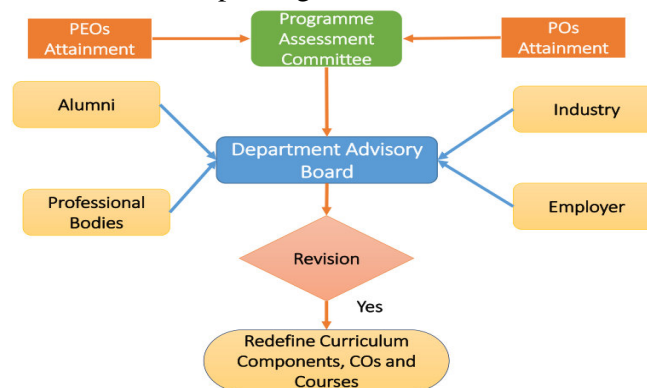 PEOs
Attainment
Programme
Assessment
Committee
POs
Attainment
Alumni
Industry
Department Advisory
Board
Professional
Bodies
Employer
Revision
Yes
Redefine Curriculum
Components, COs and
Courses